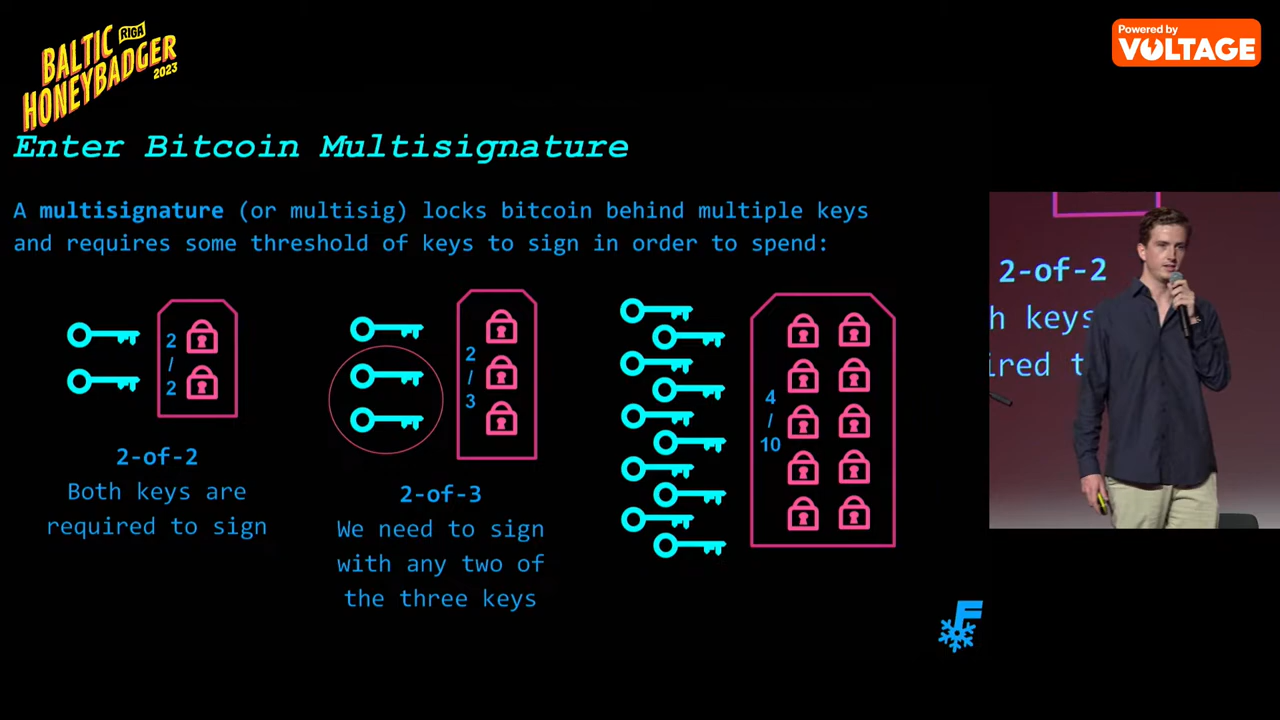 BALTIC
RIGA
HONEYBADGER
2023
Powered by
VOLTAGE
Enter Bitcoin Multisignature
A multisignature (or multisig) locks bitcoin behind multiple keys
and requires some threshold of keys to sign in order to spend:
2
/
2
2
/
3
4
/
10
2-of-2
Both keys are
required to sign
2-of-3
We need to sign
with any two of
the three keys
2-of-2
h keys
ired t
F